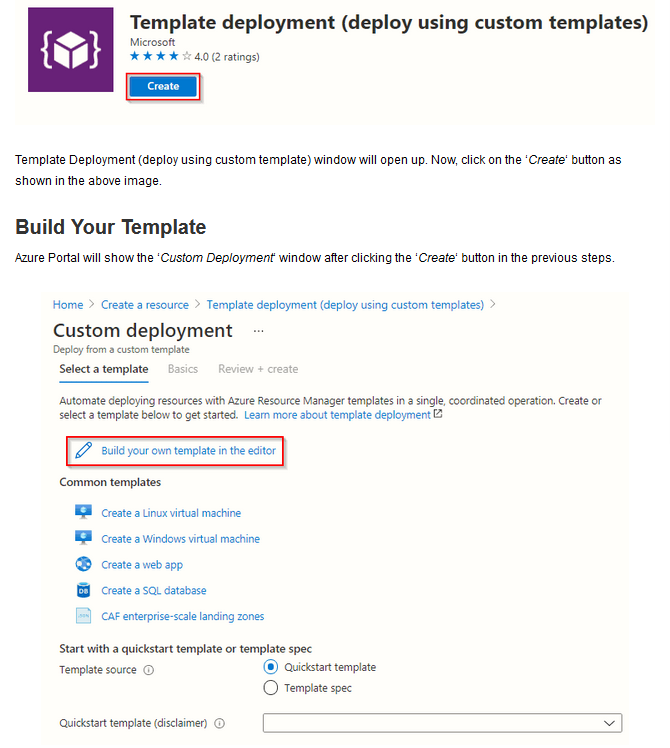 Template deployment (deploy using custom templates)
Microsoft
4.0 (2 ratings)
Create
Template Deployment (deploy using custom template) window will open up. Now, click on the ‘Create‘ button as
shown in the above image.
Build Your Template
Azure Portal will show the ‘Custom Deployment‘ window after clicking the ‘Create‘ button in the previous steps.
Home > Create a resource > Template deployment (deploy using custom templates) >
Custom deployment ...
Deploy from a custom template
Select a template Basics Review + create
Automate deploying resources with Azure Resource Manager templates in a single, coordinated operation. Create or
select a template below to get started. Learn more about template deployment
Build your own template in the editor
Common templates
Create a Linux virtual machine
Create a Windows virtual machine
Create a web app
DB Create a SQL database
CAF enterprise-scale landing zones
Start with a quickstart template or template spec
Template source Quickstart template
Template spec
Quickstart template (disclaimer)